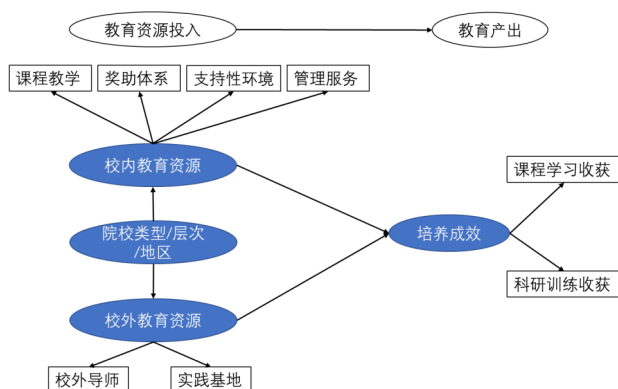 教育资源投入
教育产出
课程教学
奖助体系
支持性环境
管理服务
校内教育资源
课程学习收获
院校类型/层次
/地区
培养成效
科研训练收获
校外教育资源
校外导师
实践基地